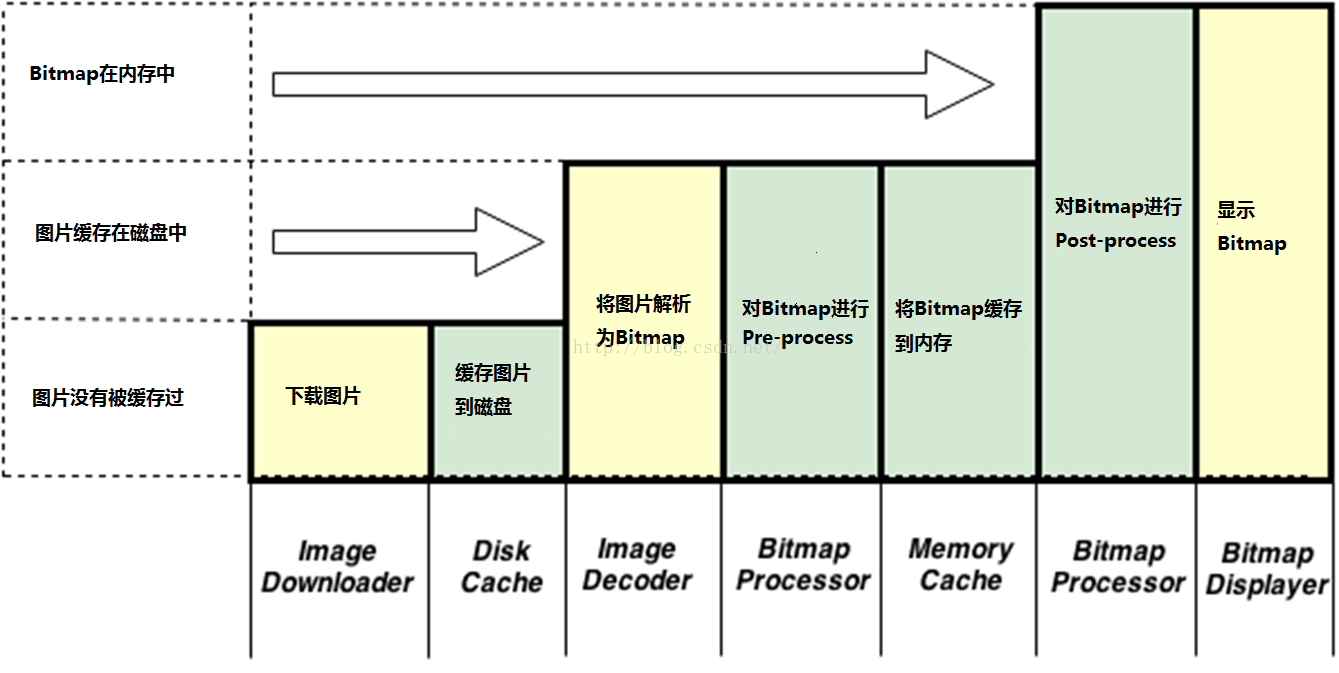 Bitmap在内存中
图片缓存在磁盘中
图片没有被缓存过
下载图片
缓存图片
到磁盘
将图片解析
为Bitmap
对Bitmap进行
Pre-process
将Bitmap缓存
到内存
对Bitmap进行
Post-process
显示
Bitmap
http://blog.csdn.net/
Image
Downloader
Disk
Cache
Image
Decoder
Bitmap
Processor
Memory
Cache
Bitmap
Processor
Bitmap
Displayer